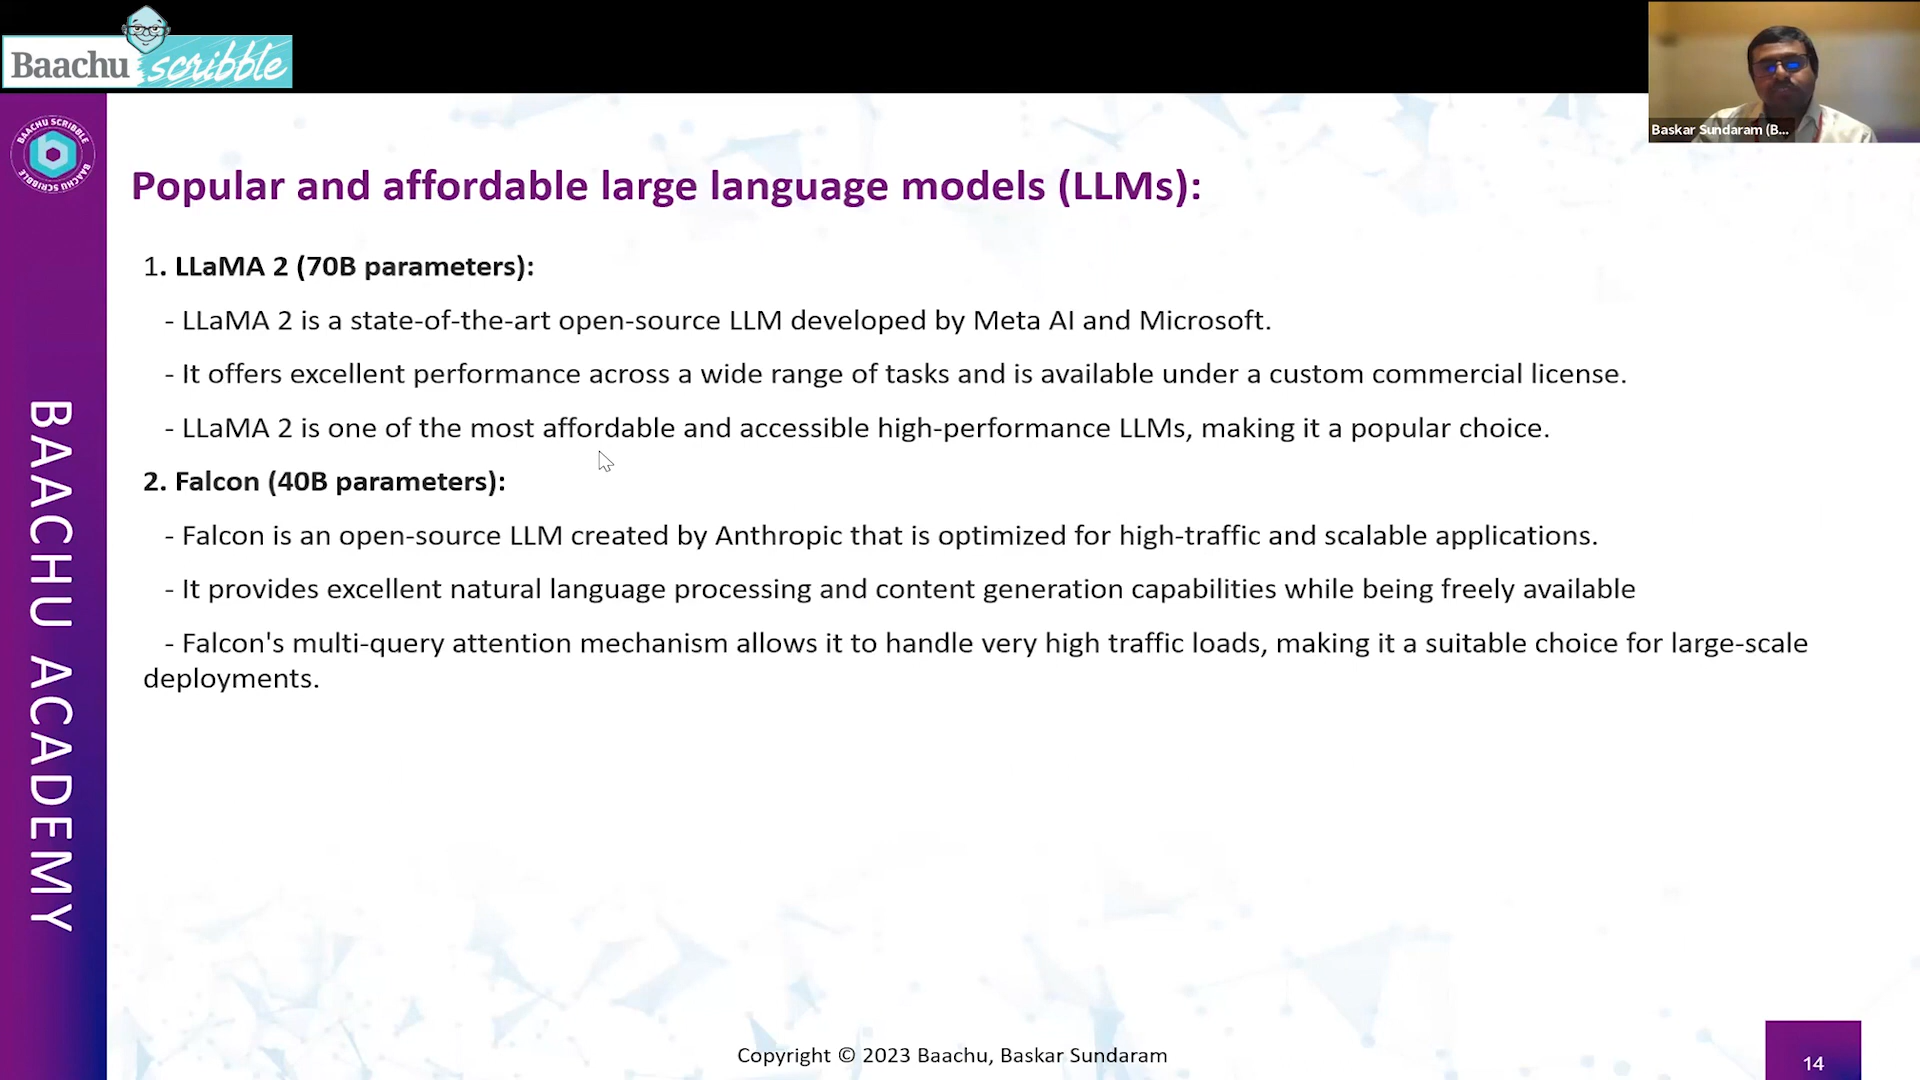 Baachu scribble
BAACHU SCRIBBLE
BAACHU SCRIBBLE
Baskar Sundaram (B...
BAACHU ACADEMY
Popular and affordable large language models (LLMs):
1. LLaMA 2 (70B parameters):
- LLaMA 2 is a state-of-the-art open-source LLM developed by Meta AI and Microsoft.
- It offers excellent performance across a wide range of tasks and is available under a custom commercial license.
- LLaMA 2 is one of the most affordable and accessible high-performance LLMs, making it a popular choice.
2. Falcon (40B parameters):
- Falcon is an open-source LLM created by Anthropic that is optimized for high-traffic and scalable applications.
- It provides excellent natural language processing and content generation capabilities while being freely available
- Falcon's multi-query attention mechanism allows it to handle very high traffic loads, making it a suitable choice for large-scale
deployments.
Copyright © 2023 Baachu, Baskar Sundaram
14